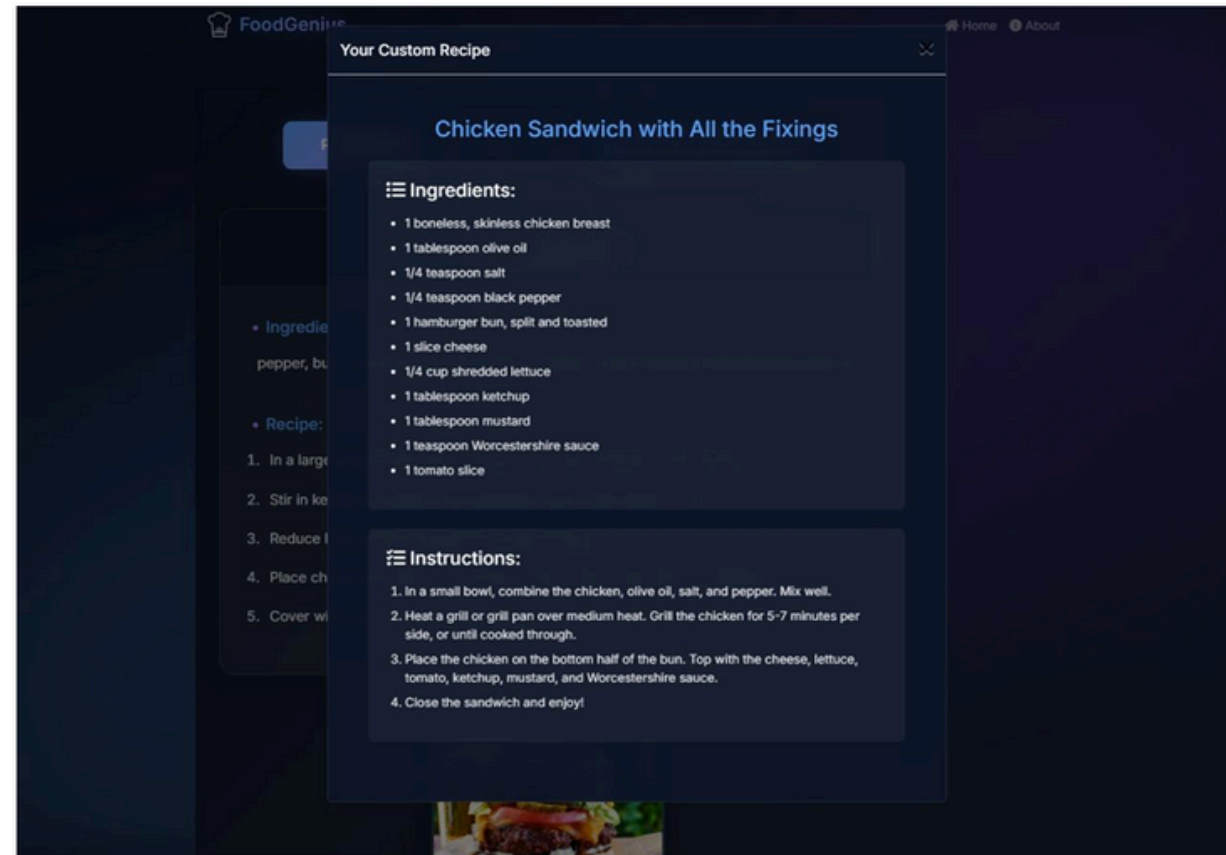 FoodGenius
Home About
Your Custom Recipe
Chicken Sandwich with All the Fixings
Ingredients:
• 1 boneless, skinless chicken breast
• 1 tablespoon olive oil
• 1/4 teaspoon salt
• 1/4 teaspoon black pepper
• 1 hamburger bun, split and toasted
• 1 slice cheese
• 1/4 cup shredded lettuce
• 1 tablespoon ketchup
• 1 tablespoon mustard
• 1 teaspoon Worcestershire sauce
• 1 tomato slice
Instructions:
1. In a small bowl, combine the chicken, olive oil, salt, and pepper. Mix well.
2. Heat a grill or grill pan over medium heat. Grill the chicken for 5-7 minutes per
side, or until cooked through.
3. Place the chicken on the bottom half of the bun. Top with the cheese, lettuce,
tomato, ketchup, mustard, and Worcestershire sauce.
4. Close the sandwich and enjoy!
• Ingredie
pepper, bu
• Recipe:
1. In a large
2. Stir in ke
3. Reduce
4. Place ch
5. Cover wi